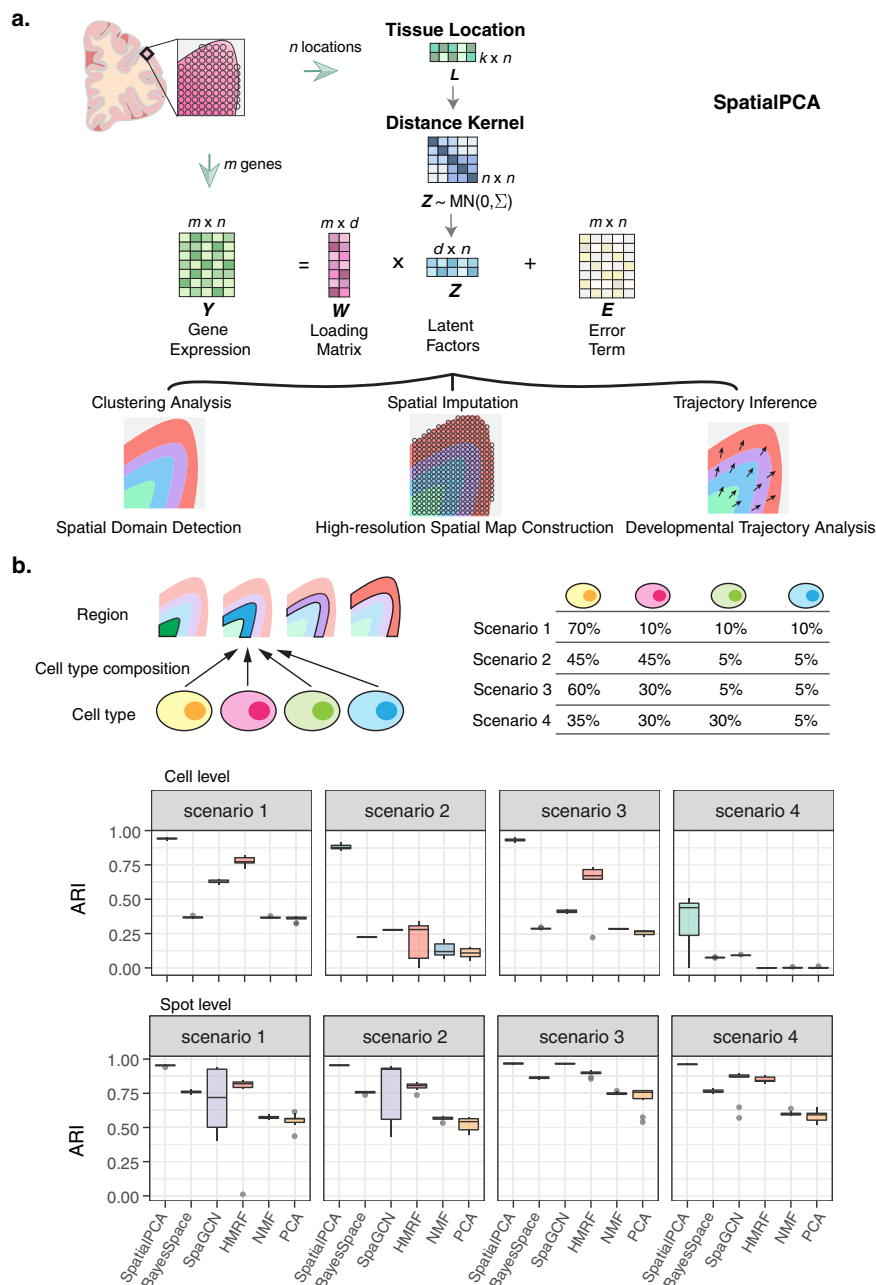 a.
n locations
Tissue Location
k x n
L
SpatialPCA
Distance Kernel
n x n
m genes
Z ~ MN(0,Σ)
m x n
m x d
d x n
m x n
=
x
+
Y
W
Z
E
Gene
Expression
Loading
Matrix
Latent
Factors
Error
Term
Clustering Analysis
Spatial Imputation
Trajectory Inference
Spatial Domain Detection
High-resolution Spatial Map Construction
Developmental Trajectory Analysis
b.
Region
Cell type composition
Cell type
Scenario 1 70% 10% 10% 10%
Scenario 2 45% 45% 5% 5%
Scenario 3 60% 30% 5% 5%
Scenario 4 35% 30% 30% 5%
Cell level
scenario 1 scenario 2 scenario 3 scenario 4
ARI
1.00
0.75
0.50
0.25
0.00
Spot level
scenario 1 scenario 2 scenario 3 scenario 4
ARI
1.00
0.75
0.50
0.25
0.00
SpatialPCA BayesSpace SpaGCN HMRF NMF PCA
SpatialPCA BayesSpace SpaGCN HMRF NMF PCA
SpatialPCA BayesSpace SpaGCN HMRF NMF PCA
SpatialPCA BayesSpace SpaGCN HMRF NMF PCA